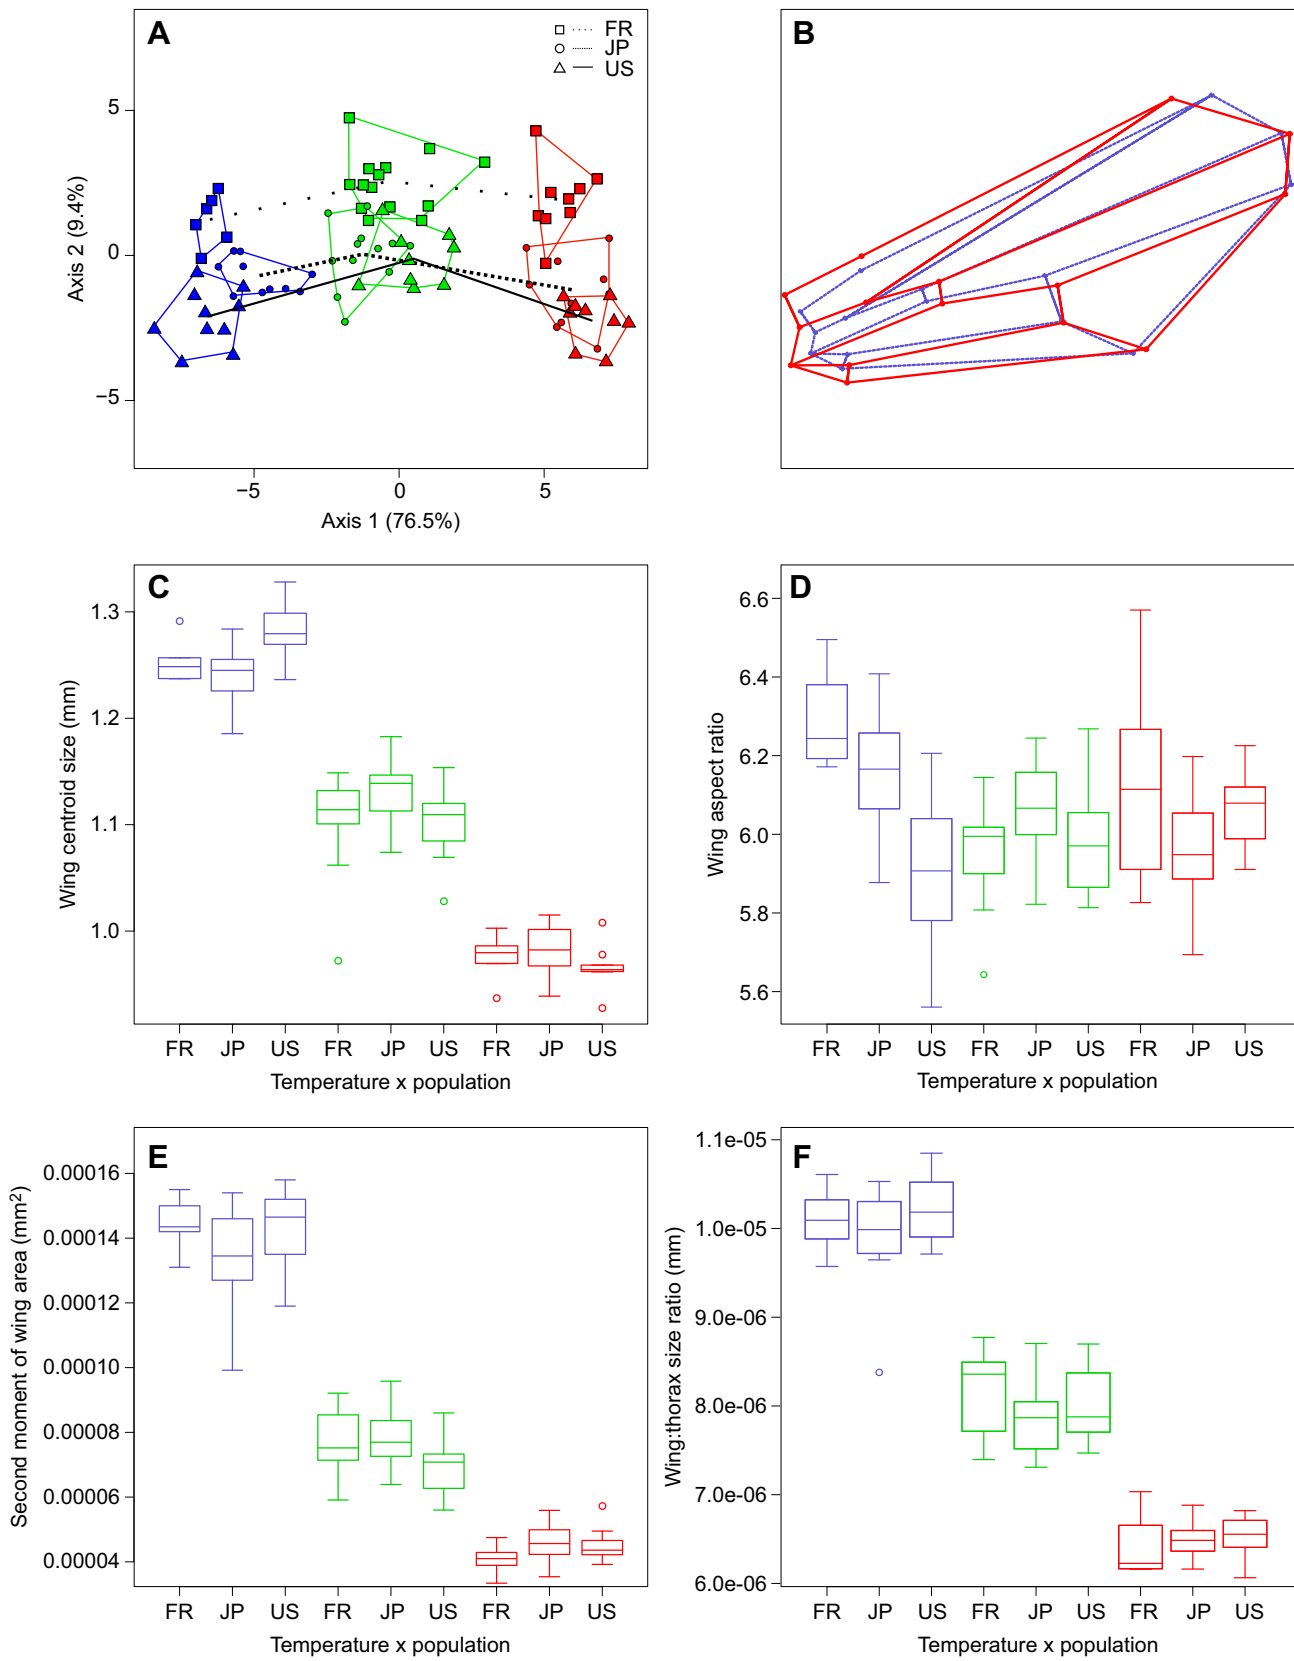 A
FR
JP
US
5
0
−5
Axis 2 (9.4%)
−5
0
5
Axis 1 (76.5%)
B
C
1.3
1.2
1.1
1.0
Wing centroid size (mm)
FR JP US FR JP US FR JP US
Temperature x population
D
6.6
6.4
6.2
6.0
5.8
5.6
Wing aspect ratio
FR JP US FR JP US FR JP US
Temperature x population
E
0.00016
0.00014
0.00012
0.00010
0.00008
0.00006
0.00004
Second moment of wing area (mm²)
FR JP US FR JP US FR JP US
Temperature x population
F
1.1e-05
1.0e-05
9.0e-06
8.0e-06
7.0e-06
6.0e-06
Wing:thorax size ratio (mm)
FR JP US FR JP US FR JP US
Temperature x population